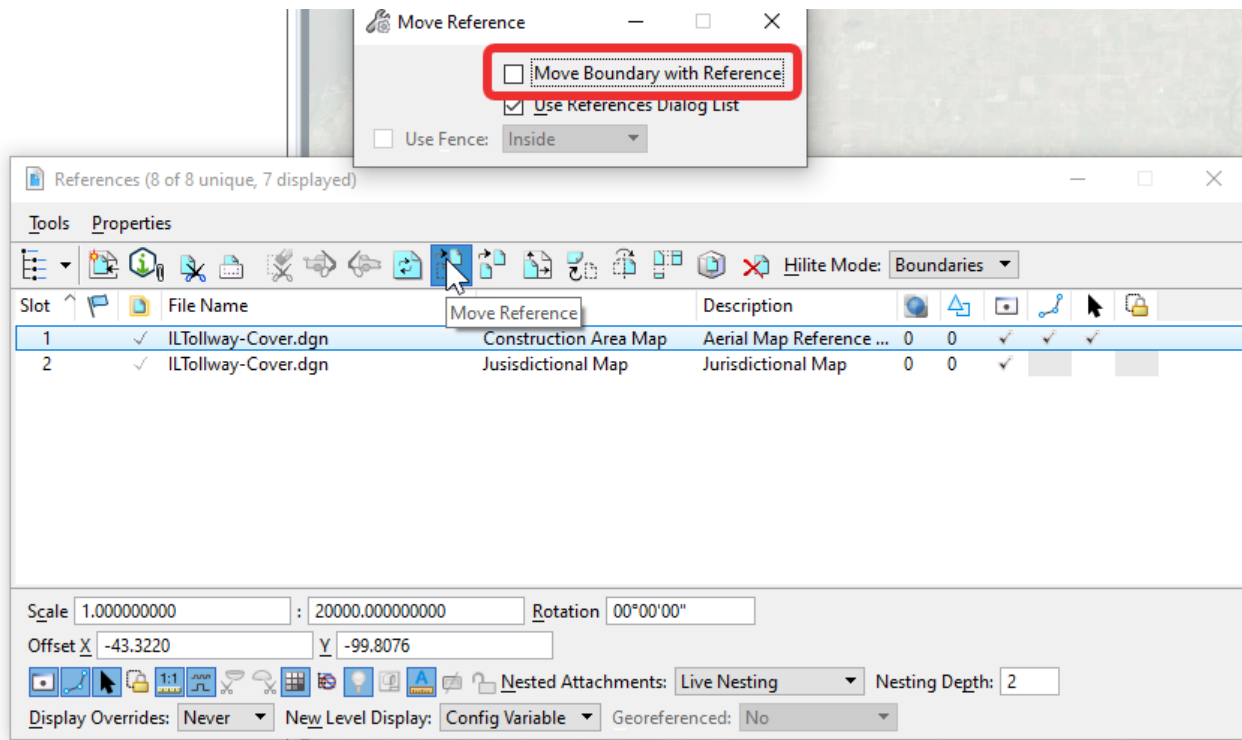 Move Reference
Move Boundary with Reference
Use References Dialog List
Use Fence: Inside
References (8 of 8 unique, 7 displayed)
Tools Properties
Hilite Mode: Boundaries
Slot File Name Description
Move Reference
1 ILTollway-Cover.dgn Construction Area Map Aerial Map Reference ... 0 0
2 ILTollway-Cover.dgn Jusisdictional Map Jurisdictional Map 0 0
Scale 1.000000000 : 20000.000000000 Rotation 00°00'00"
Offset X -43.3220 Y -99.8076
1:1 A Nested Attachments: Live Nesting Nesting Depth: 2
Display Overrides: Never New Level Display: Config Variable Georeferenced: No